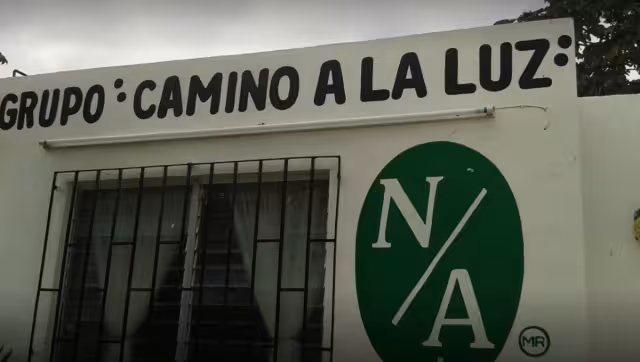 GRUPO : CAMINO A LA LUZ :
N/A
MR